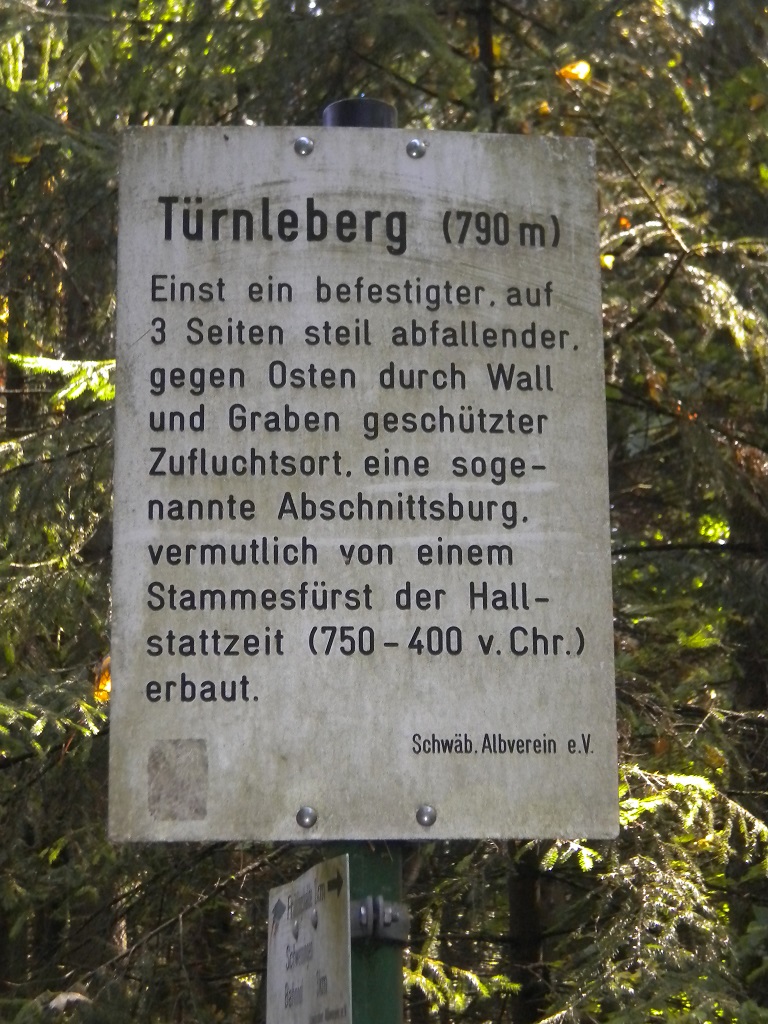 Türnleberg (790 m)
Einst ein befestigter, auf
3 Seiten steil abfallender,
gegen Osten durch Wall
und Graben geschützter
Zufluchtsort, eine soge-
nannte Abschnittsburg,
vermutlich von einem
Stammesfürst der Hall-
stattzeit (750 – 400 v. Chr.)
erbaut.
Schwäb. Albverein e.V.